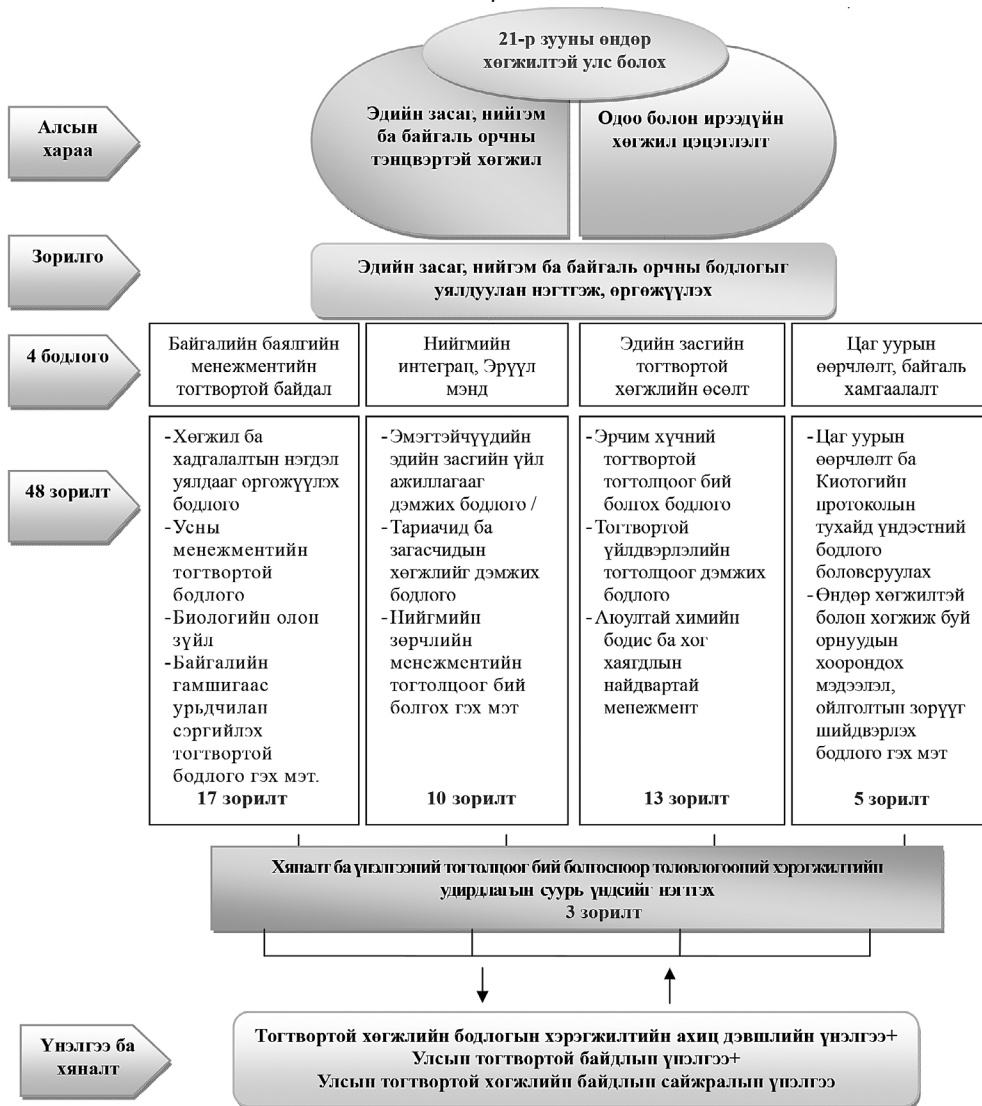 21-р зууны өндөр
хөгжилтэй улс болох
Эдийн засаг, нийгэм
ба байгаль орчны
тэнцвэртэй хөгжил
Одоо болон ирээдүйн
хөгжил цэцэглэлт
Алсын
хараа
Зорилго
Эдийн засаг, нийгэм ба байгаль орчны бодлогыг
уялдуулан нэгтгэж, өргөжүүлэх
4 бодлого
Байгалийн баялгийн
менежментийн
тогтвортой байдал
Нийгмийн
интеграц, Эрүүл
мэнд
Эдийн засгийн
тогтвортой
хөгжлийн өсөлт
Цаг уурын
өөрчлөлт, байгаль
хамгаалалт
48 зорилт
-Хөгжил ба
хадгалалтын нэгдэл
уялдааг өргөжүүлэх
бодлого
-Усны
менежментийн
тогтвортой
бодлого
-Биологийн олон
зүйл
-Байгалийн
гамшигаас
урьдчилан
сэргийлэх
тогтвортой
бодлого гэх мэт.
17 зорилт
-Эмэгтэйчүүдийн
эдийн засгийн үйл
ажиллагааг
дэмжих бодлого /
-Тариачид ба
загасчидын
хөгжлийг дэмжих
бодлого
-Нийгмийн
зөрчлийн
менежментийн
тогтолцоог бий
болгох гэх мэт
10 зорилт
-Эрчим хүчний
тогтвортой
тогтолцоог бий
болгох бодлого
-Тогтвортой
үйлдвэрлэлийн
тогтолцоог дэмжих
бодлого
-Аюултай химийн
бодис ба хог
хаягдлын
найдвартай
менежмент
13 зорилт
-Цаг уурын
өөрчлөлт ба
Киотогийн
протоколын
тухайд үндэстний
бодлого
боловсруулах
-Өндөр хөгжилтэй
болон хөгжиж буй
орнуудын
хоорондох
мэдээлэл,
ойлголтын зөрүүг
шийдвэрлэх
бодлого гэх мэт
5 зорилт
Хяналт ба үнэлгээний тогтолцоог бий болгосноор төлөвлөгөөний хэрэгжилтийн
удирдлагын суурь үндсийг нэгтгэх
3 зорилт
Үнэлгээ ба
хяналт
Тогтвортой хөгжлийн бодлогын хэрэгжилтийн ахиц дэвшлийн үнэлгээ+
Улсын тогтвортой байдлын үнэлгээ+
Улсын тогтвортой хөгжлийн байдлын сайжралын үнэлгээ